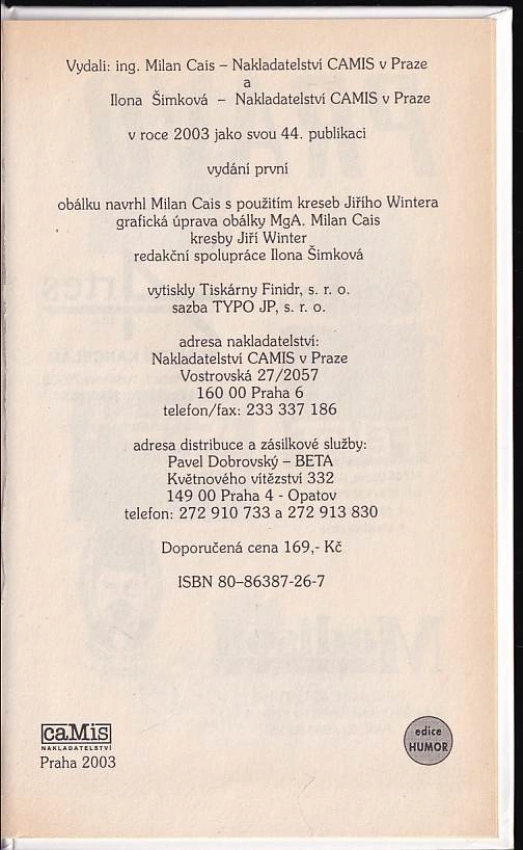 Vydali: ing. Milan Cais – Nakladatelství CAMIS v Praze
a
Ilona Šimková – Nakladatelství CAMIS v Praze
v roce 2003 jako svou 44. publikaci
vydání první
obálku navrhl Milan Cais s použitím kreseb Jiřího Wintera
grafická úprava obálky MgA. Milan Cais
kresby Jiří Winter
redakční spolupráce Ilona Šimková
vytiskly Tiskárny Finidr, s. r. o.
sazba TYPO JP, s. r. o.
adresa nakladatelství:
Nakladatelství CAMIS v Praze
Vostrovská 27/2057
160 00 Praha 6
telefon/fax: 233 337 186
adresa distribuce a zásilkové služby:
Pavel Dobrovský – BETA
Květnového vítězství 332
149 00 Praha 4 - Opatov
telefon: 272 910 733 a 272 913 830
Doporučená cena 169,- Kč
ISBN 80–86387-26-7
caMis
NAKLADATELSTVÍ
Praha 2003
edice
HUMOR